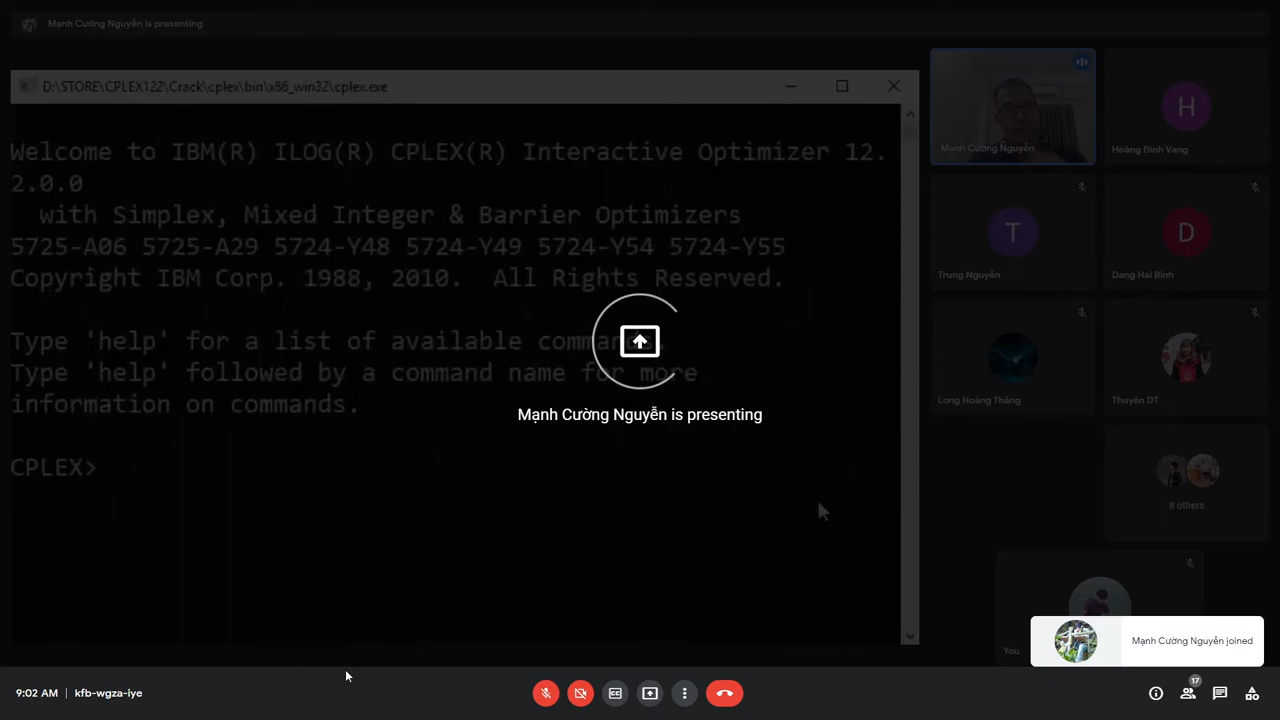 Mạnh Cường Nguyễn is presenting
D:\STORE\CPLEX122\Crack\cplex\bin\x86_win32\cplex.exe
Welcome to IBM(R) ILOG(R) CPLEX(R) Interactive Optimizer 12.
2.0.0
with Simplex, Mixed Integer & Barrier Optimizers
5725-A06 5725-A29 5724-Y48 5724-Y49 5724-Y54 5724-Y55
Copyright IBM Corp. 1988, 2010. All Rights Reserved.
Type 'help' for a list of available commands.
Type 'help' followed by a command name for more
information on commands.
CPLEX>
Mạnh Cường Nguyễn is presenting
Mạnh Cường Nguyễn
H
Hoàng Dình Vang
T
Trung Nguyễn
D
Dang Hai Bình
Long Hoàng Thăng
Thuyên DT
8 others
You
Mạnh Cường Nguyễn joined
9:02 AM | kfb-wgza-iye
17